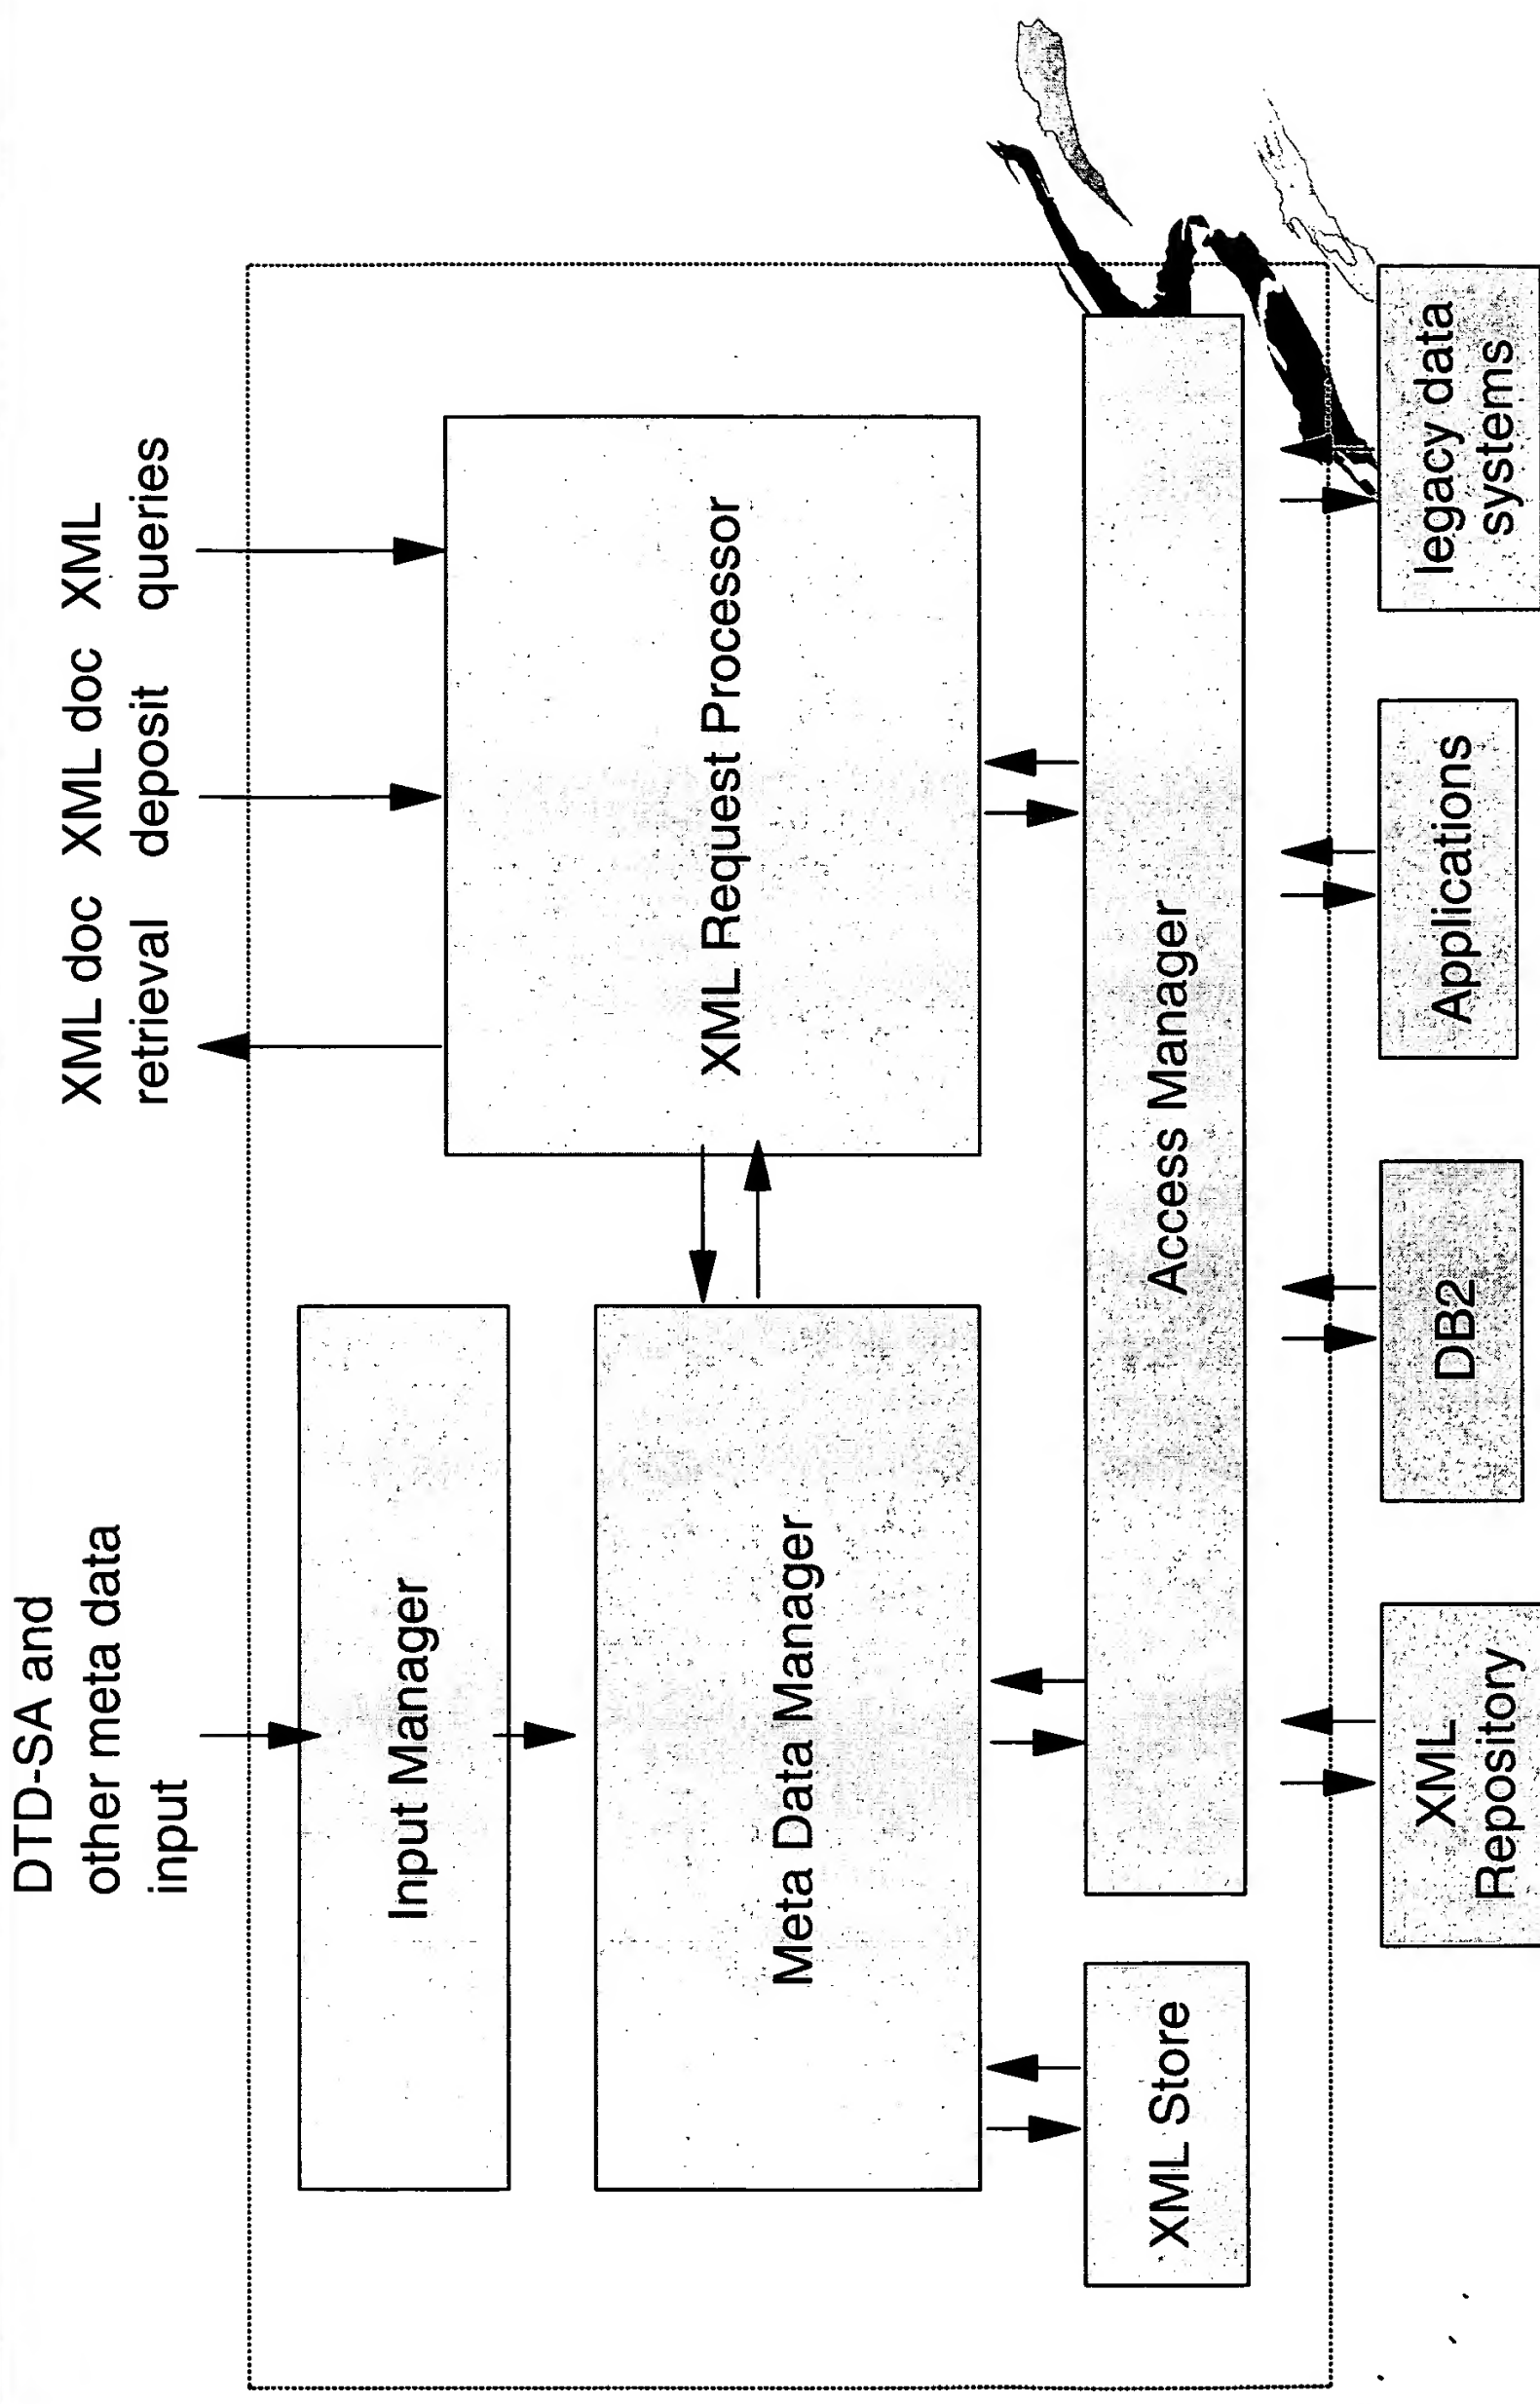 DTD-SA and
other meta data
input
XML doc
retrieval
XML doc
deposit
XML
queries
Input Manager
Meta Data Manager
XML Request Processor
XML Store
Access Manager
XML
Repository
DB2
Applications
legacy data
systems